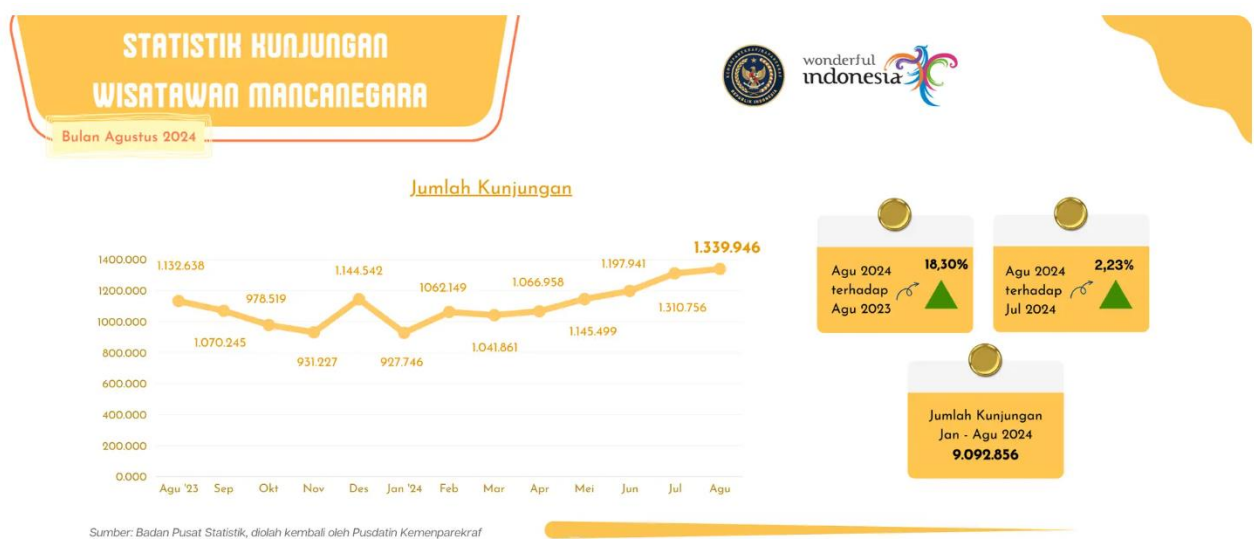 STATISTIK KUNJUNGAN
WISATAWAN MANCANEGARA
Bulan Agustus 2024
wonderful
indonesia
Jumlah Kunjungan
1400.000
1200.000
1000.000
800.000
600.000
400.000
200.000
0.000
1.132.638
1.070.245
978.519
931.227
1.144.542
927.746
1062.149
1.041.861
1.066.958
1.145.499
1.197.941
1.310.756
1.339.946
Agu '23 Sep Okt Nov Des Jan '24 Feb Mar Apr Mei Jun Jul Agu
Agu 2024
terhadap
Agu 2023
18,30%
Agu 2024
terhadap
Jul 2024
2,23%
Jumlah Kunjungan
Jan - Agu 2024
9.092.856
Sumber: Badan Pusat Statistik, diolah kembali oleh Pusdatin Kemenparekraf